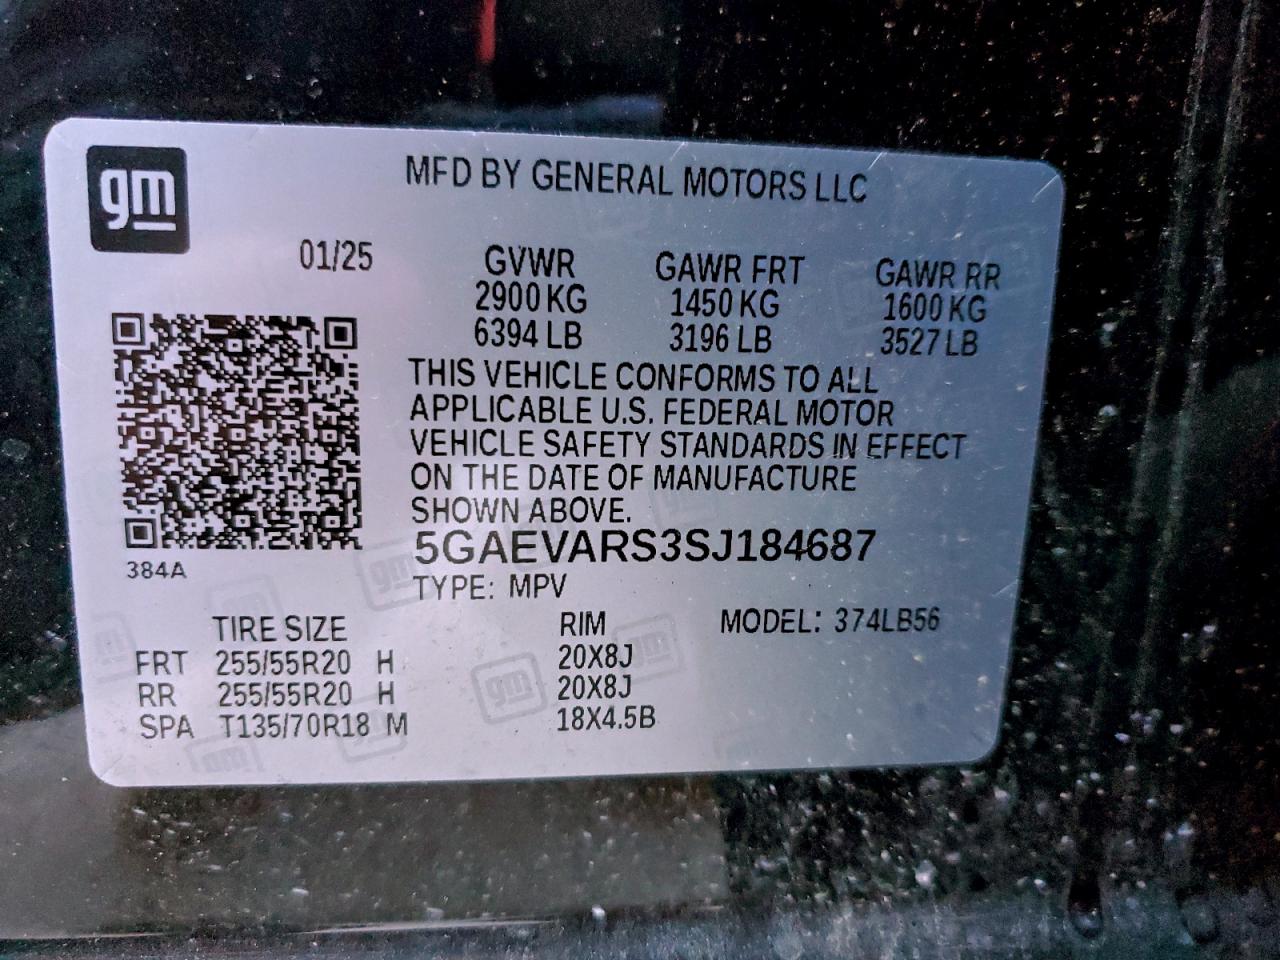 gm
MFD BY GENERAL MOTORS LLC
01/25 GVWR GAWR FRT GAWR RR
2900 KG 1450 KG 1600 KG
6394 LB 3196 LB 3527 LB
THIS VEHICLE CONFORMS TO ALL
APPLICABLE U.S. FEDERAL MOTOR
VEHICLE SAFETY STANDARDS IN EFFECT
ON THE DATE OF MANUFACTURE
SHOWN ABOVE.
5GAEVARS3SJ184687
384A
TYPE: MPV
TIRE SIZE RIM MODEL: 374LB56
FRT 255/55R20 H 20X8J
RR 255/55R20 H 20X8J
SPA T135/70R18 M 18X4.5B